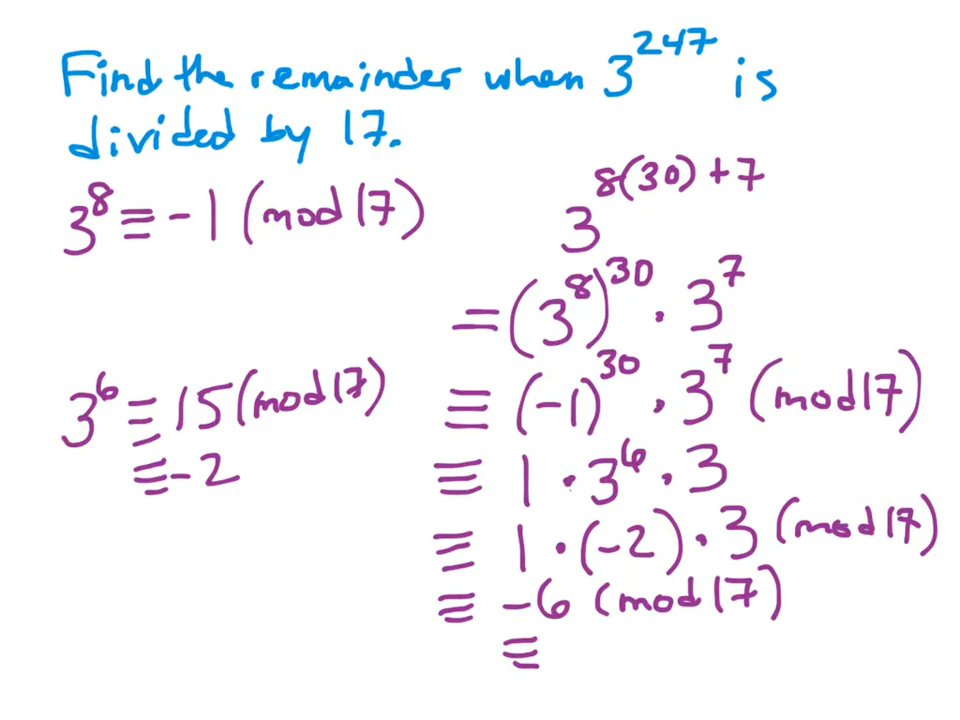 Find the remainder when 3^247 is
divided by 17.
3^8 ≡ -1 (mod 17)
3^8(30) + 7
= (3^8)^30 · 3^7
3^6 ≡ 15 (mod 17)
≡ -2
≡ (-1)^30 · 3^7 (mod 17)
≡ 1 · 3^6 · 3
≡ 1 · (-2) · 3 (mod 17)
≡ -6 (mod 17)
≡